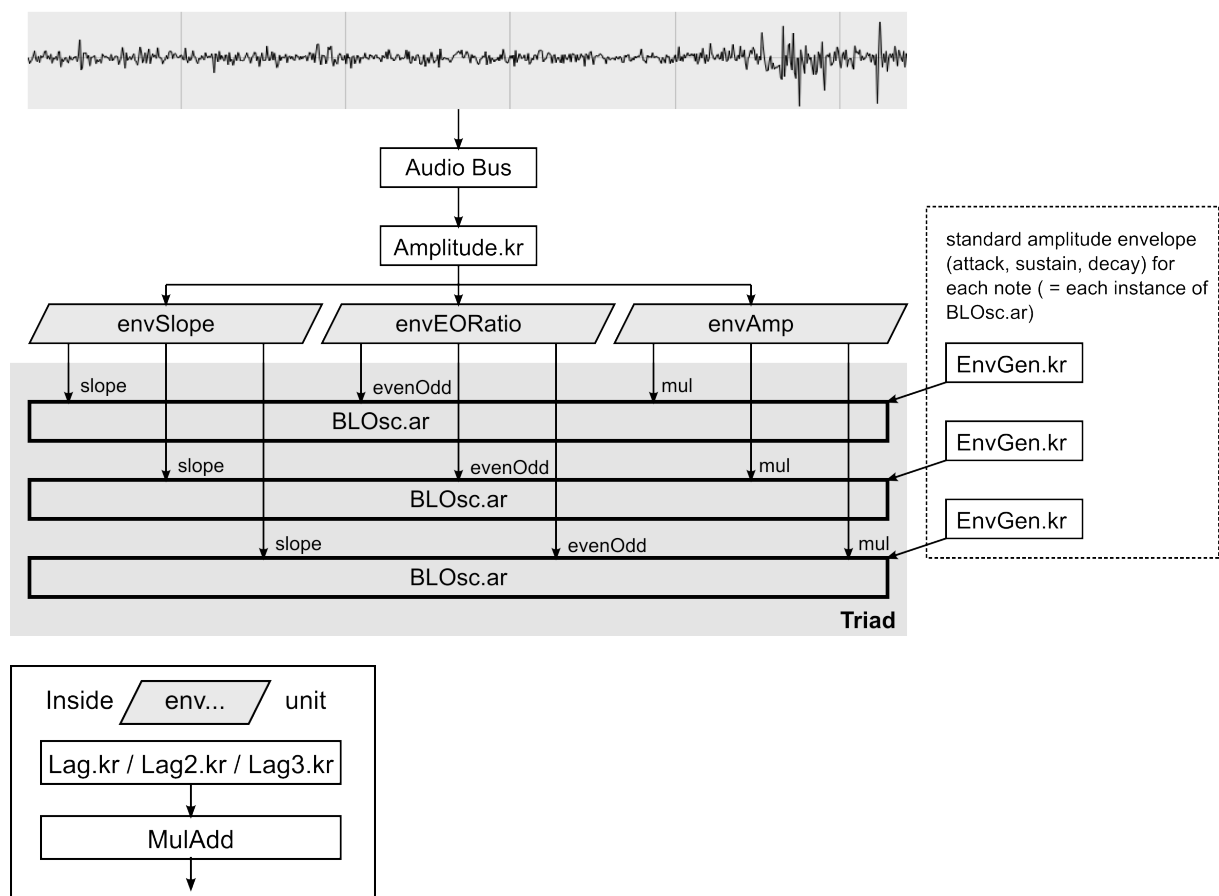 Audio Bus
Amplitude.kr
envSlope
envEORatio
envAmp
standard amplitude envelope
(attack, sustain, decay) for
each note ( = each instance of
BLOsc.ar)
EnvGen.kr
slope
evenOdd
mul
BLOsc.ar
EnvGen.kr
slope
evenOdd
mul
BLOsc.ar
EnvGen.kr
slope
evenOdd
mul
BLOsc.ar
Triad
Inside env... unit
Lag.kr / Lag2.kr / Lag3.kr
MulAdd